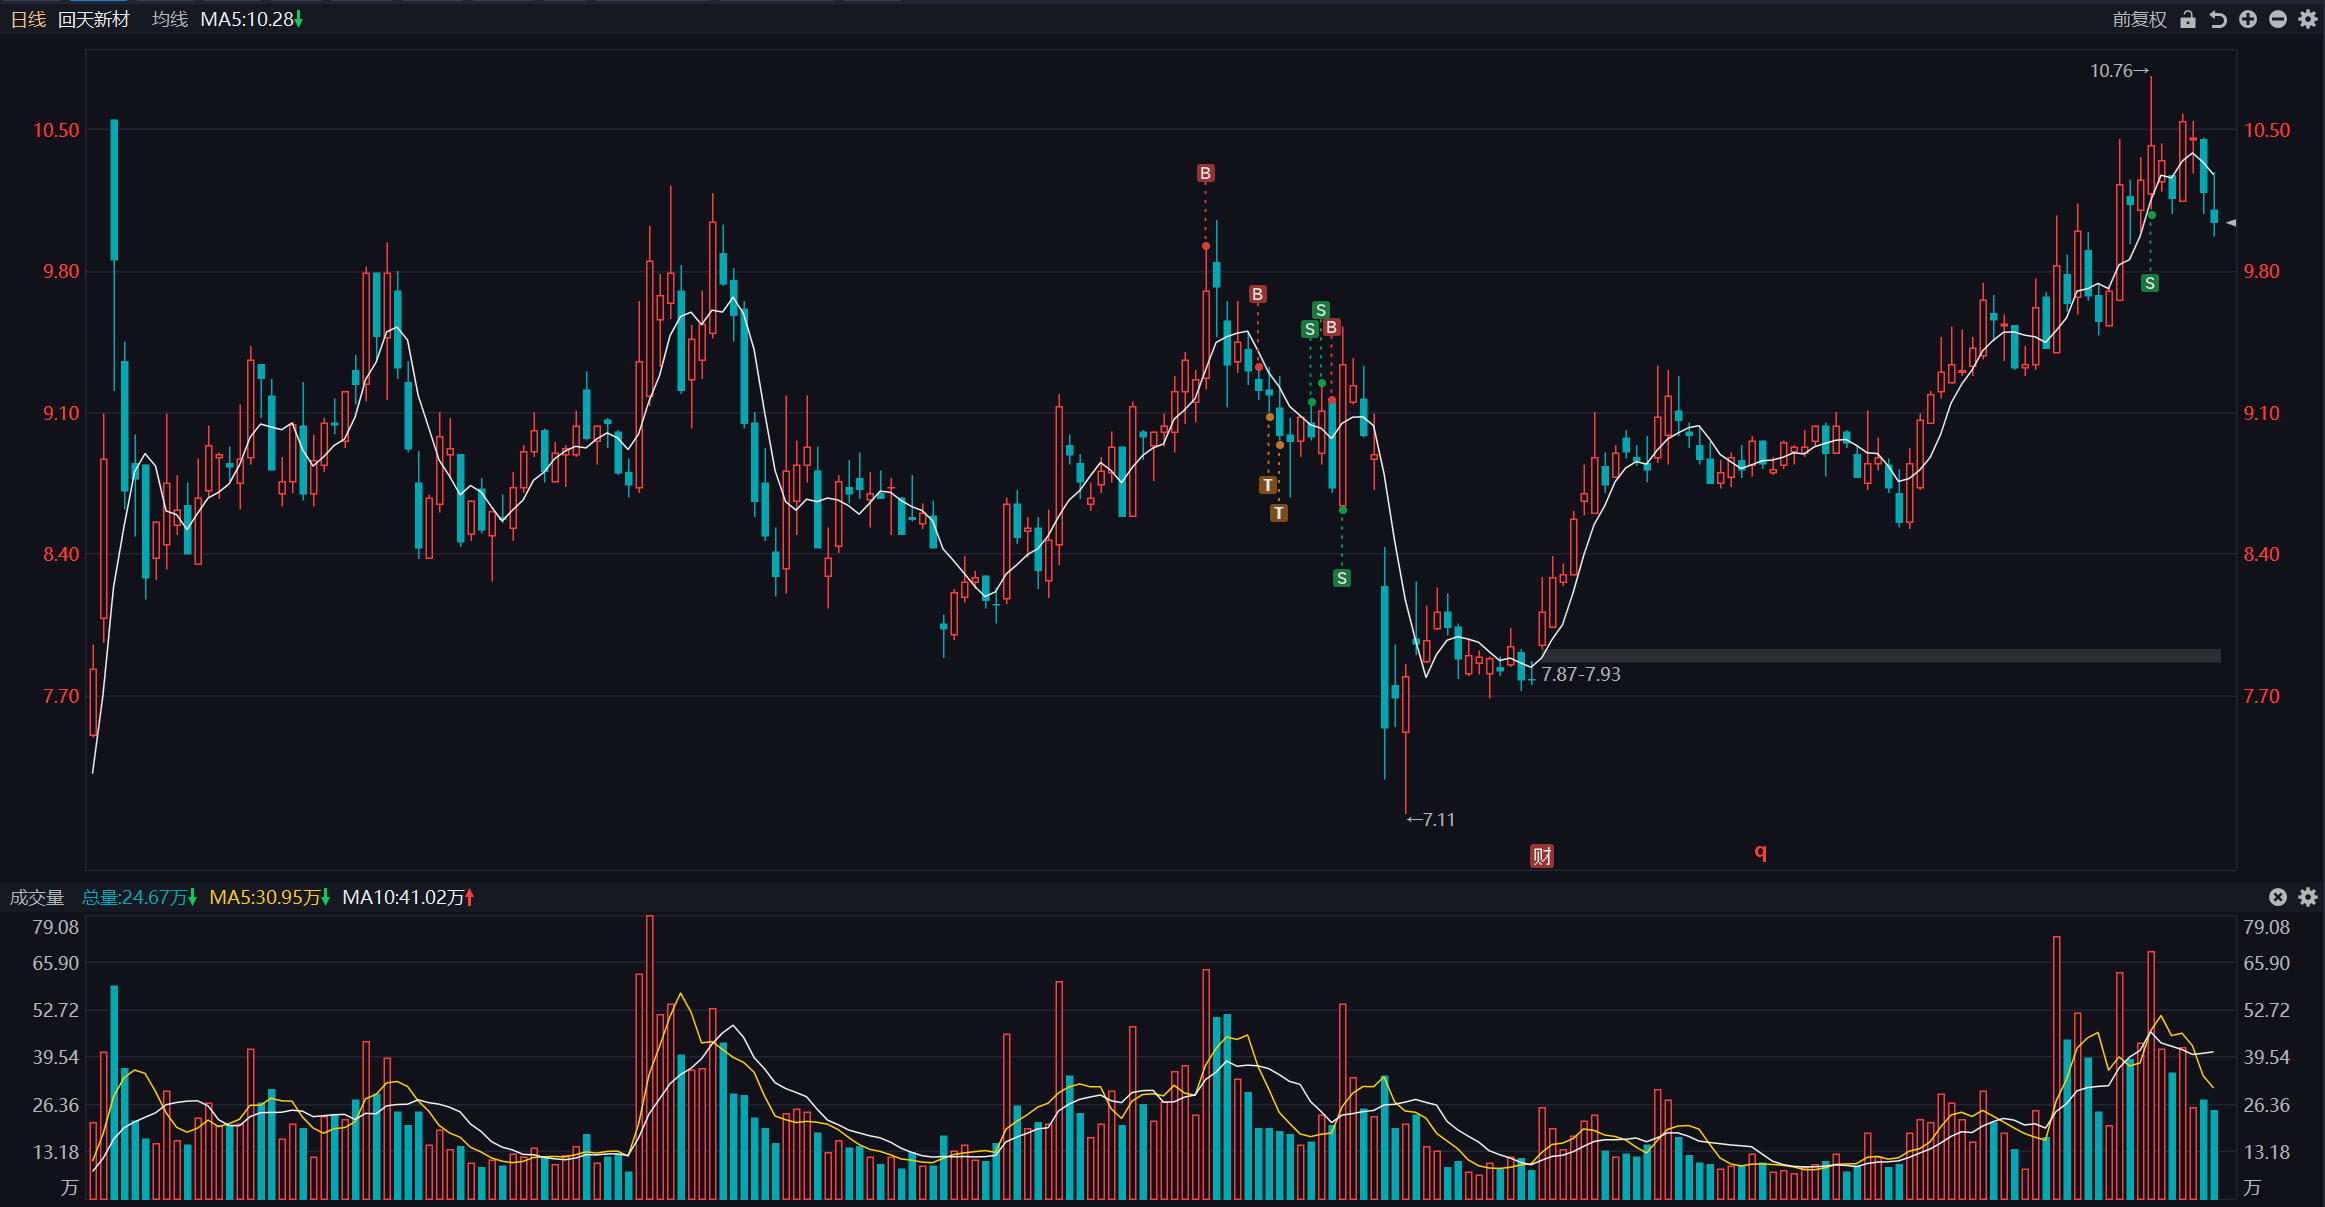 日线 回天新材 均线 MA5:10.28↓ 前复权
10.76→
10.50 10.50
B
9.80 9.80
B S
S S B
9.10 9.10
T
T
8.40 8.40
S
7.87-7.93
7.70 7.70
←7.11
财 q
成交量 总量:24.67万↓ MA5:30.95万↓ MA10:41.02万↑
79.08 79.08
65.90 65.90
52.72 52.72
39.54 39.54
26.36 26.36
13.18 13.18
万 万